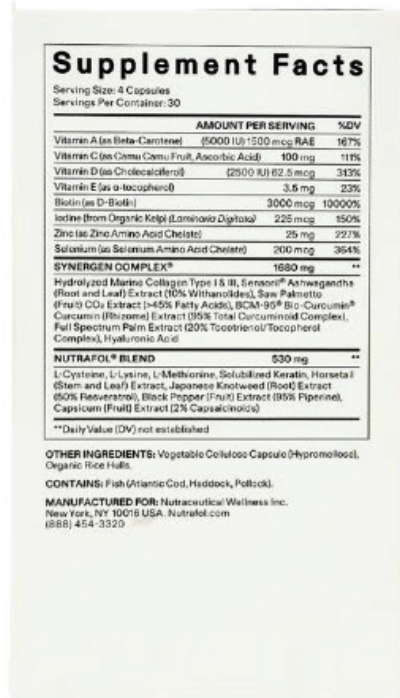 Supplement Facts
Serving Size: 4 Capsules
Servings Per Container: 30
AMOUNT PER SERVING %DV
Vitamin A (as Beta-Carotene) (5000 IU) 1500 mcg RAE 167%
Vitamin C (as Camu Camu Fruit, Ascorbic Acid) 100 mg 111%
Vitamin D (as Cholecalciferol) (2500 IU) 62.5 mcg 313%
Vitamin E (as α-tocopherol) 3.5 mg 23%
Biotin (as D-Biotin) 3000 mcg 10000%
Iodine (from Organic Kelp) (Laminaria Digitata) 225 mcg 150%
Zinc (as Zinc Amino Acid Chelate) 25 mg 227%
Selenium (as Selenium Amino Acid Chelate) 200 mcg 364%
SYNERGEN COMPLEX® 1680 mg **
Hydrolyzed Marine Collagen Type I & III, Sensoril® Ashwagandha
(Root and Leaf) Extract (10% Withanolides), Saw Palmetto
(Fruit) CO₂ Extract (>45% Fatty Acids), BCM-95® Bio-Curcumin®
Curcumin (Rhizome) Extract (95% Total Curcuminoid Complex),
Full Spectrum Palm Extract (20% Tocotrienol/Tocopherol
Complex), Hyaluronic Acid
NUTRAFOL® BLEND 530 mg **
L-Cysteine, L-Lysine, L-Methionine, Solubilized Keratin, Horsetail
(Stem and Leaf) Extract, Japanese Knotweed (Root) Extract
(50% Resveratrol), Black Pepper (Fruit) Extract (95% Piperine),
Capsicum (Fruit) Extract (2% Capsaicinoids)
**Daily Value (DV) not established
OTHER INGREDIENTS: Vegetable Cellulose Capsule (Hypromellose),
Organic Rice Hulls.
CONTAINS: Fish (Atlantic Cod, Haddock, Pollock).
MANUFACTURED FOR: Nutraceutical Wellness Inc.
New York, NY 10016 USA. Nutrafol.com
(888) 454-3320